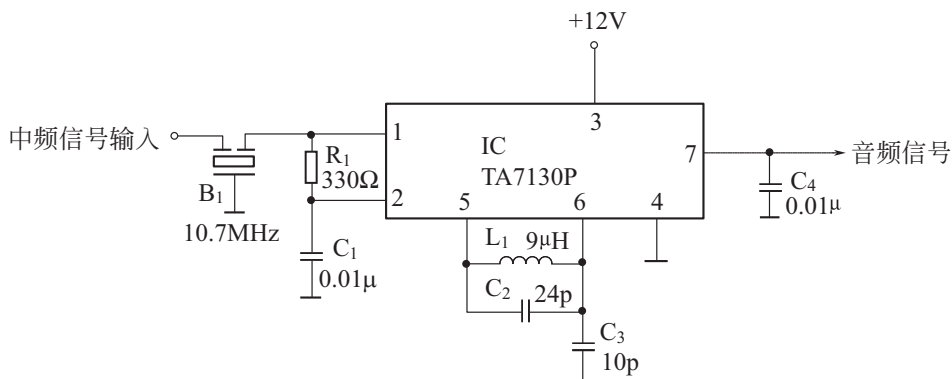 +12V
中频信号输入
1
3
R₁
330Ω
IC
TA7130P
7
音频信号
B₁
2
5
6
4
C₄
0.01μ
10.7MHz
C₁
0.01μ
L₁ 9μH
C₂ 24p
C₃
10p